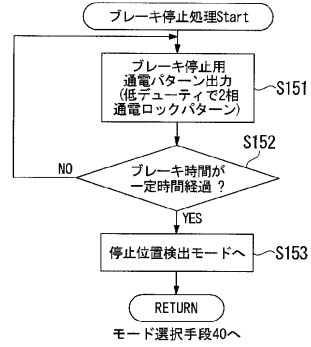 ブレーキ停止処理Start
ブレーキ停止用
通電パターン出力
(低デューティで2相
通電ロックパターン)
S151
S152
ブレーキ時間が
一定時間経過？
NO
YES
停止位置検出モードへ
S153
RETURN
モード選択手段40へ